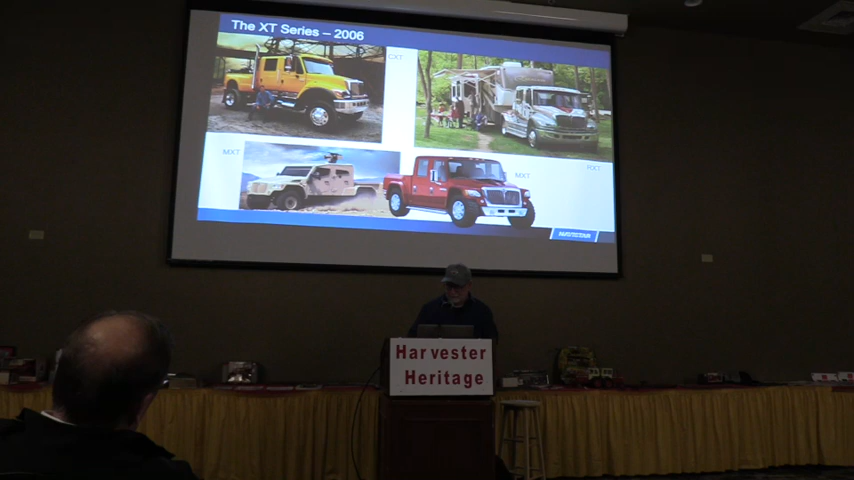 The XT Series – 2006
CXT
MXT
MXT
RXT
NAVISTAR
Harvester
Heritage